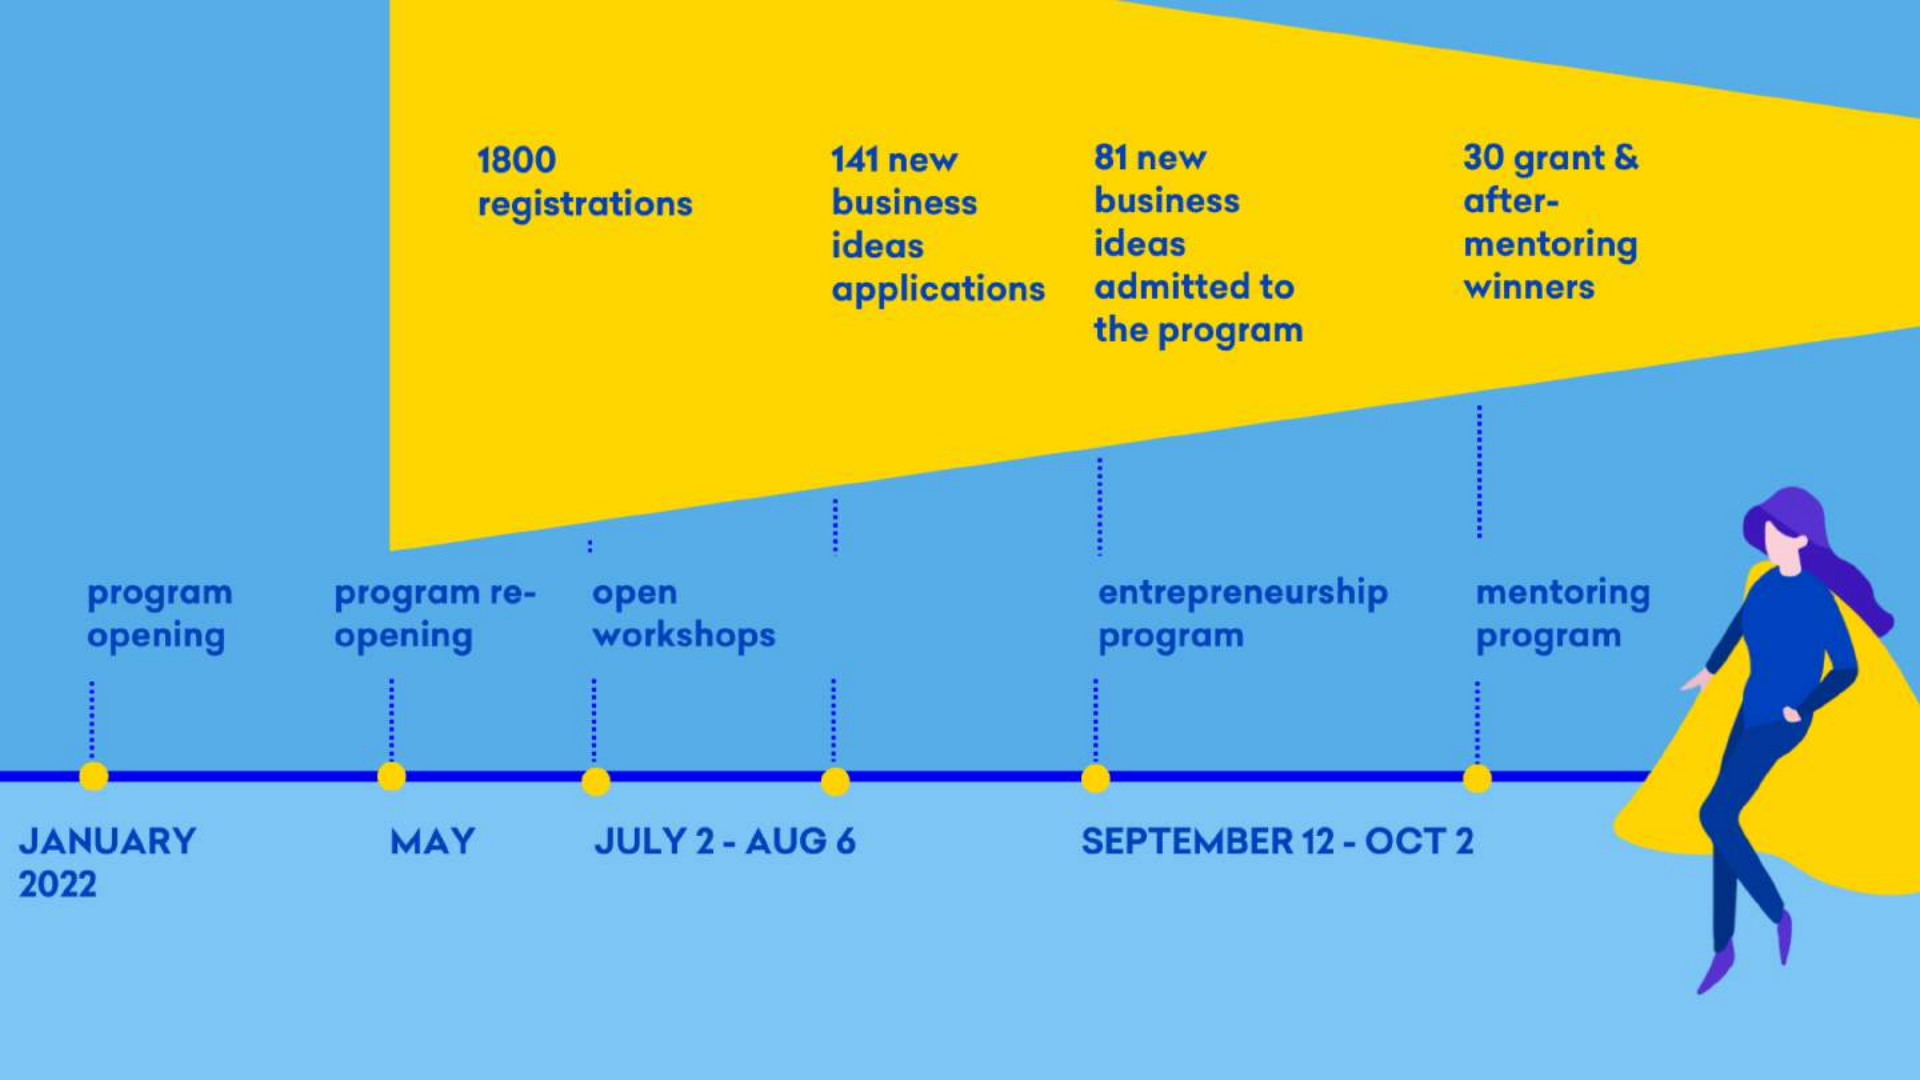 1800
registrations
141 new
business
ideas
applications
81 new
business
ideas
admitted to
the program
30 grant &
after-
mentoring
winners
program
opening
program re-
opening
open
workshops
entrepreneurship
program
mentoring
program
JANUARY
2022
MAY
JULY 2 - AUG 6
SEPTEMBER 12 - OCT 2